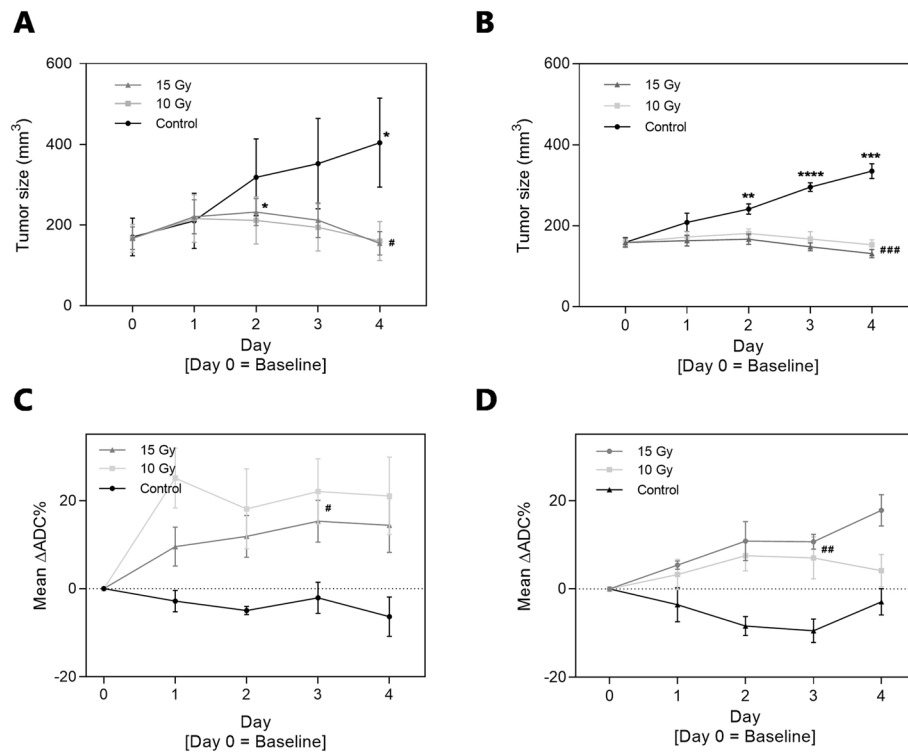 A
600
400
200
0
Tumor size (mm³)
15 Gy
10 Gy
Control
*
*
#
0 1 2 3 4
Day
[Day 0 = Baseline]
B
600
400
200
0
Tumor size (mm³)
15 Gy
10 Gy
Control
**
****
***
###
0 1 2 3 4
Day
[Day 0 = Baseline]
C
20
0
-20
Mean ΔADC%
15 Gy
10 Gy
Control
#
0 1 2 3 4
Day
[Day 0 = Baseline]
D
20
0
-20
Mean ΔADC%
15 Gy
10 Gy
Control
##
0 1 2 3 4
Day
[Day 0 = Baseline]